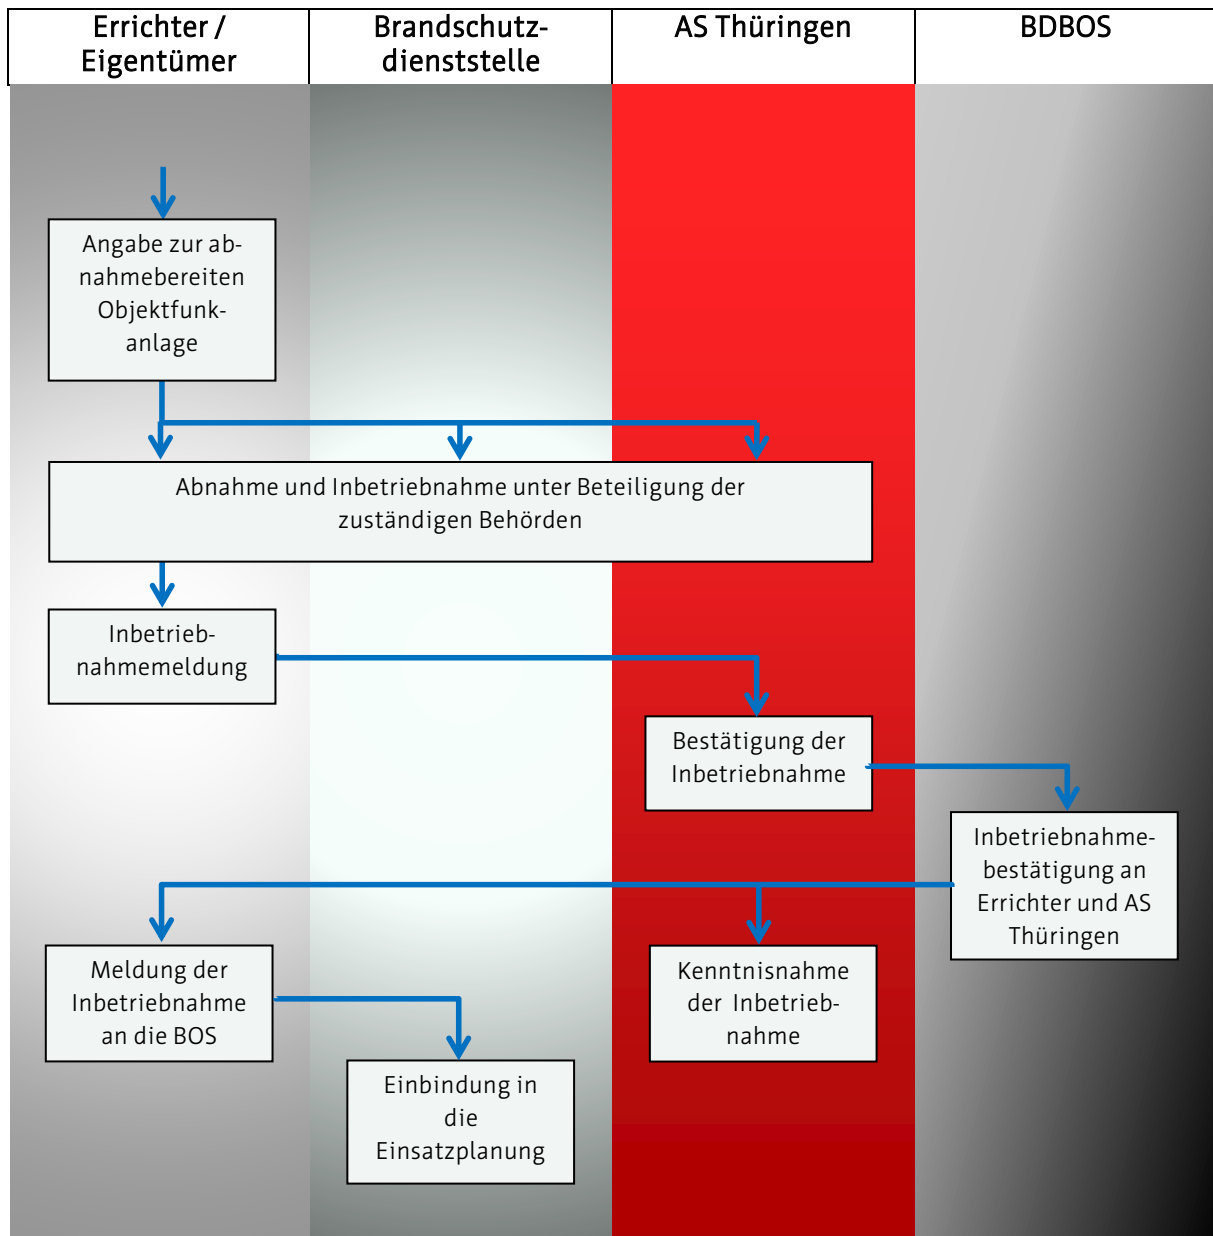 Errichter /
Eigentümer
Brandschutz-
dienststelle
AS Thüringen
BDBOS
Angabe zur ab-
nahmebereiten
Objektfunk-
anlage
Abnahme und Inbetriebnahme unter Beteiligung der
zuständigen Behörden
Inbetrieb-
nahmemeldung
Bestätigung der
Inbetriebnahme
Inbetriebnahme-
bestätigung an
Errichter und AS
Thüringen
Meldung der
Inbetriebnahme
an die BOS
Kenntnisnahme
der Inbetrieb-
nahme
Einbindung in
die
Einsatzplanung